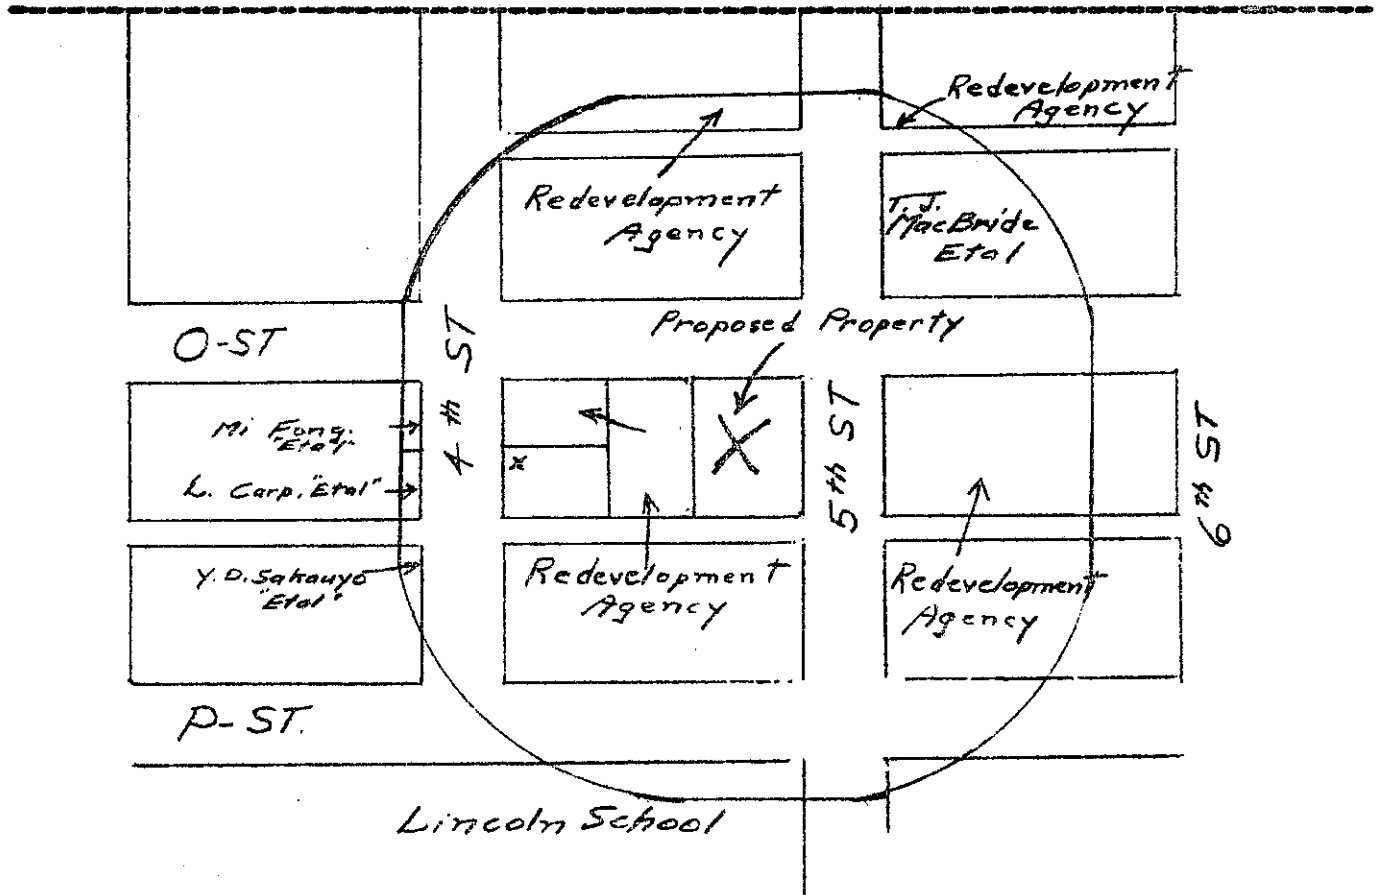 Redevelopment
Agency
Redevelopment
Agency
T. J.
MacBride
Etal
O-ST
4th ST
Proposed Property
Mi Fong.
"Etal"
L. Carp. "Etal"
x
X
5th ST
6th ST
Y. D. Sakauyo
"Etal"
Redevelopment
Agency
Redevelopment
Agency
P-ST.
Lincoln School